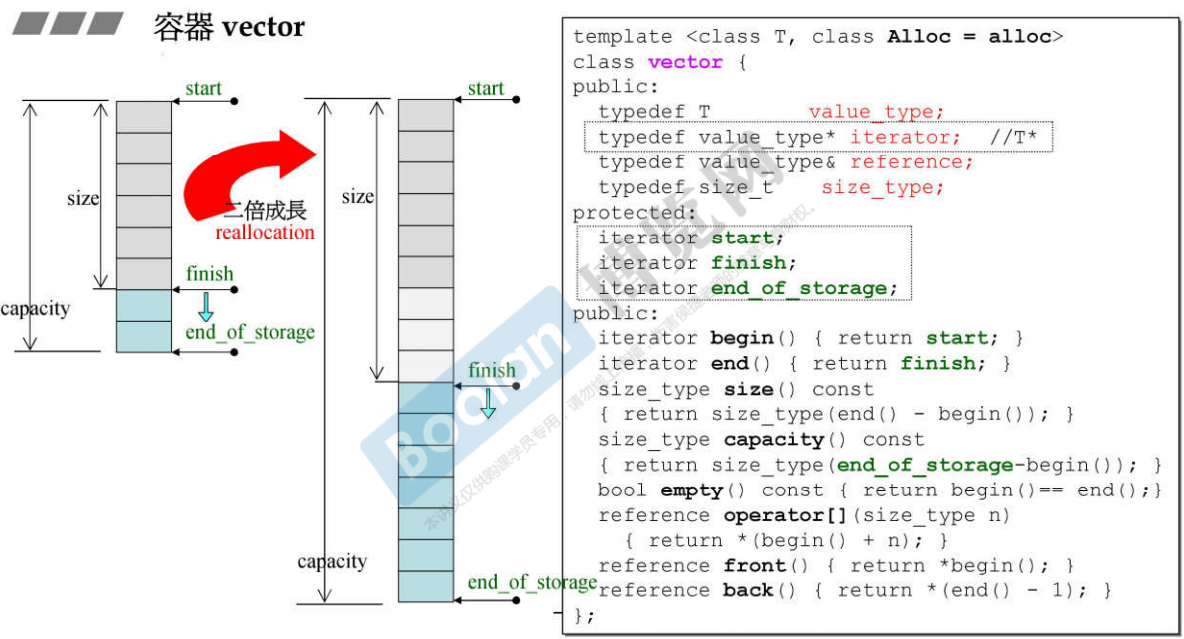 容器 vector
start
size
二倍成長
reallocation
finish
capacity
end_of_storage
start
size
finish
capacity
end_of_storage
template <class T, class Alloc = alloc>
class vector {
public:
typedef T value_type;
typedef value_type* iterator; //T*
typedef value_type& reference;
typedef size_t size_type;
protected:
iterator start;
iterator finish;
iterator end_of_storage;
public:
iterator begin() { return start; }
iterator end() { return finish; }
size_type size() const
{ return size_type(end() - begin()); }
size_type capacity() const
{ return size_type(end_of_storage-begin()); }
bool empty() const { return begin()== end();}
reference operator[](size_type n)
{ return *(begin() + n); }
reference front() { return *begin(); }
reference back() { return *(end() - 1); }
};
Boolan
博览网